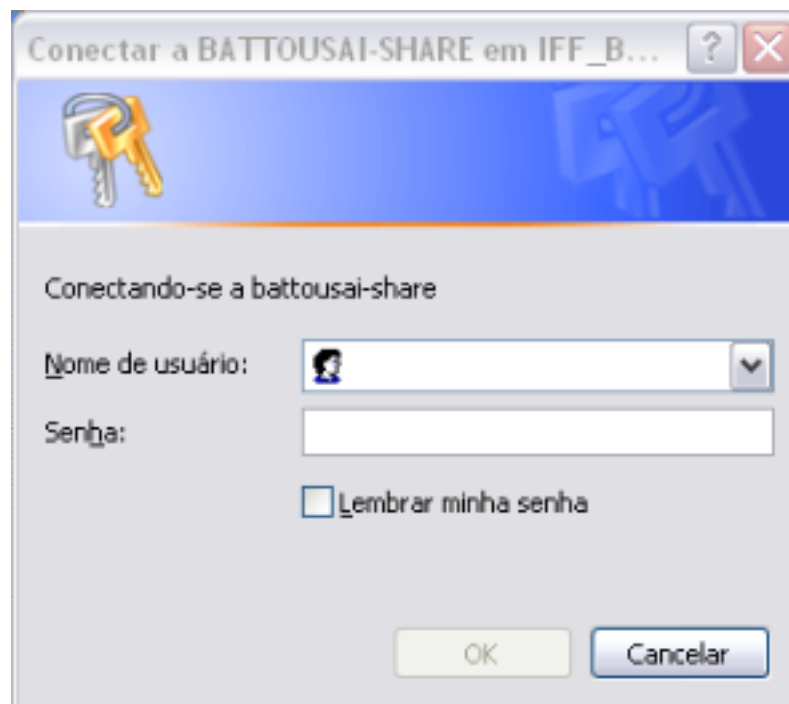 Conectar a BATTOUSAI-SHARE em IFF_B...
Conectando-se a battousai-share
Nome de usuário:
Senha:
Lembrar minha senha
OK
Cancelar